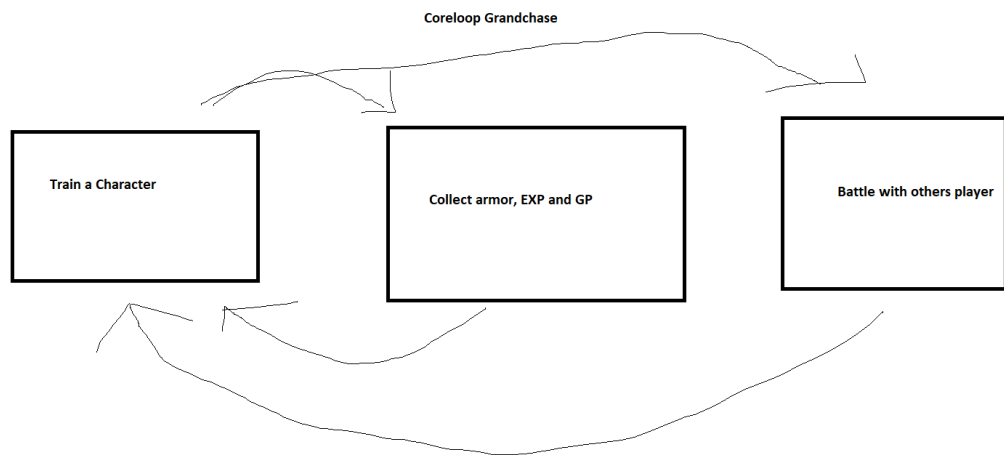 Coreloop Grandchase
Train a Character
Collect armor, EXP and GP
Battle with others player